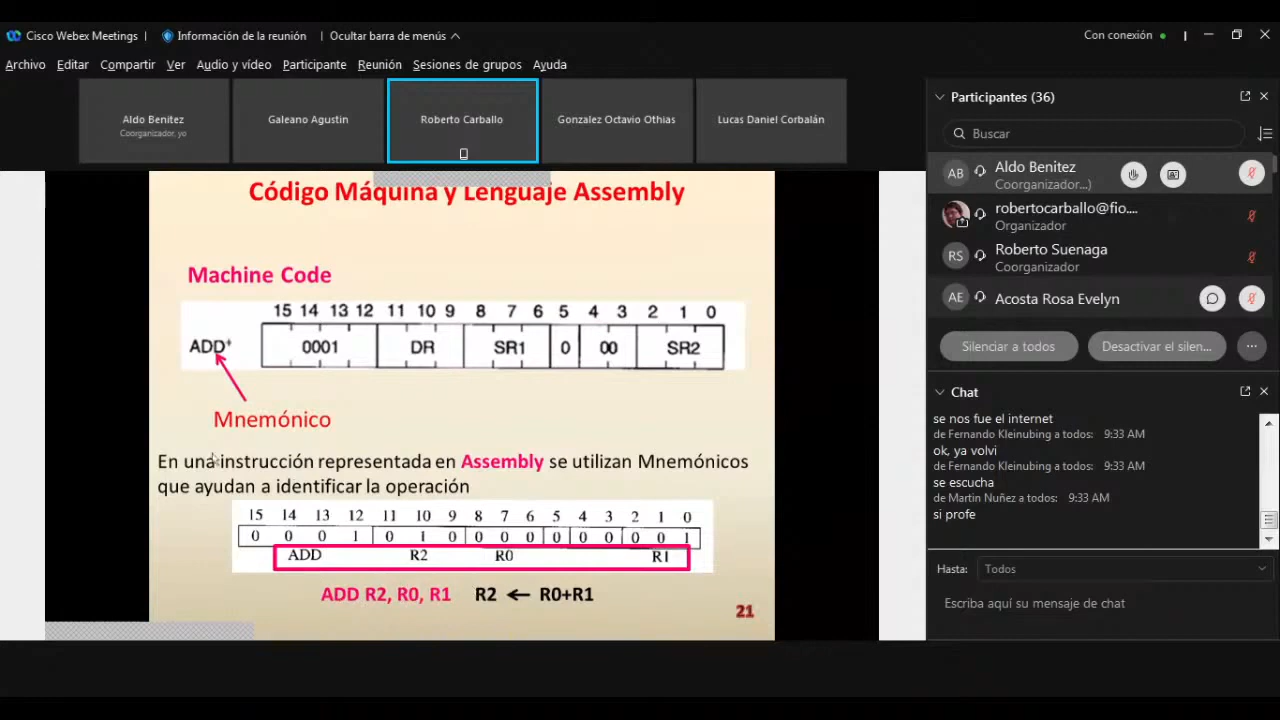 Cisco Webex Meetings | Información de la reunión | Ocultar barra de menús
Con conexión
Archivo Editar Compartir Ver Audio y vídeo Participante Reunión Sesiones de grupos Ayuda
Aldo Benitez
Coorganizador, yo
Galeano Agustin
Roberto Carballo
Gonzalez Octavio Othias
Lucas Daniel Corbalán
Código Máquina y Lenguaje Assembly
Machine Code
15 14 13 12 11 10 9 8 7 6 5 4 3 2 1 0
ADD+ 0001 DR SR1 0 00 SR2
Mnemónico
En una instrucción representada en Assembly se utilizan Mnemónicos
que ayudan a identificar la operación
15 14 13 12 11 10 9 8 7 6 5 4 3 2 1 0
0 0 0 1 0 1 0 0 0 0 0 0 0 0 0 1
ADD R2 R0 R1
ADD R2, R0, R1 R2 ← R0+R1
21
Participantes (36)
Buscar
AB Aldo Benitez
Coorganizador...)
robertocarballo@fio....
Organizador
RS Roberto Suenaga
Coorganizador
AE Acosta Rosa Evelyn
Silenciar a todos
Desactivar el silen...
...
Chat
se nos fue el internet
de Fernando Kleinubing a todos: 9:33 AM
ok, ya volvi
de Fernando Kleinubing a todos: 9:33 AM
se escucha
de Martin Nuñez a todos: 9:33 AM
si profe
Hasta: Todos
Escriba aquí su mensaje de chat